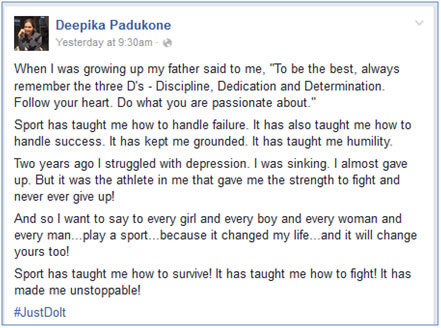 Deepika Padukone
Yesterday at 9:30am ·
When I was growing up my father said to me, "To be the best, always
remember the three D's - Discipline, Dedication and Determination.
Follow your heart. Do what you are passionate about."
Sport has taught me how to handle failure. It has also taught me how to
handle success. It has kept me grounded. It has taught me humility.
Two years ago I struggled with depression. I was sinking. I almost gave
up. But it was the athlete in me that gave me the strength to fight and
never ever give up!
And so I want to say to every girl and every boy and every woman and
every man...play a sport...because it changed my life...and it will change
yours too!
Sport has taught me how to survive! It has taught me how to fight! It has
made me unstoppable!
#JustDoIt